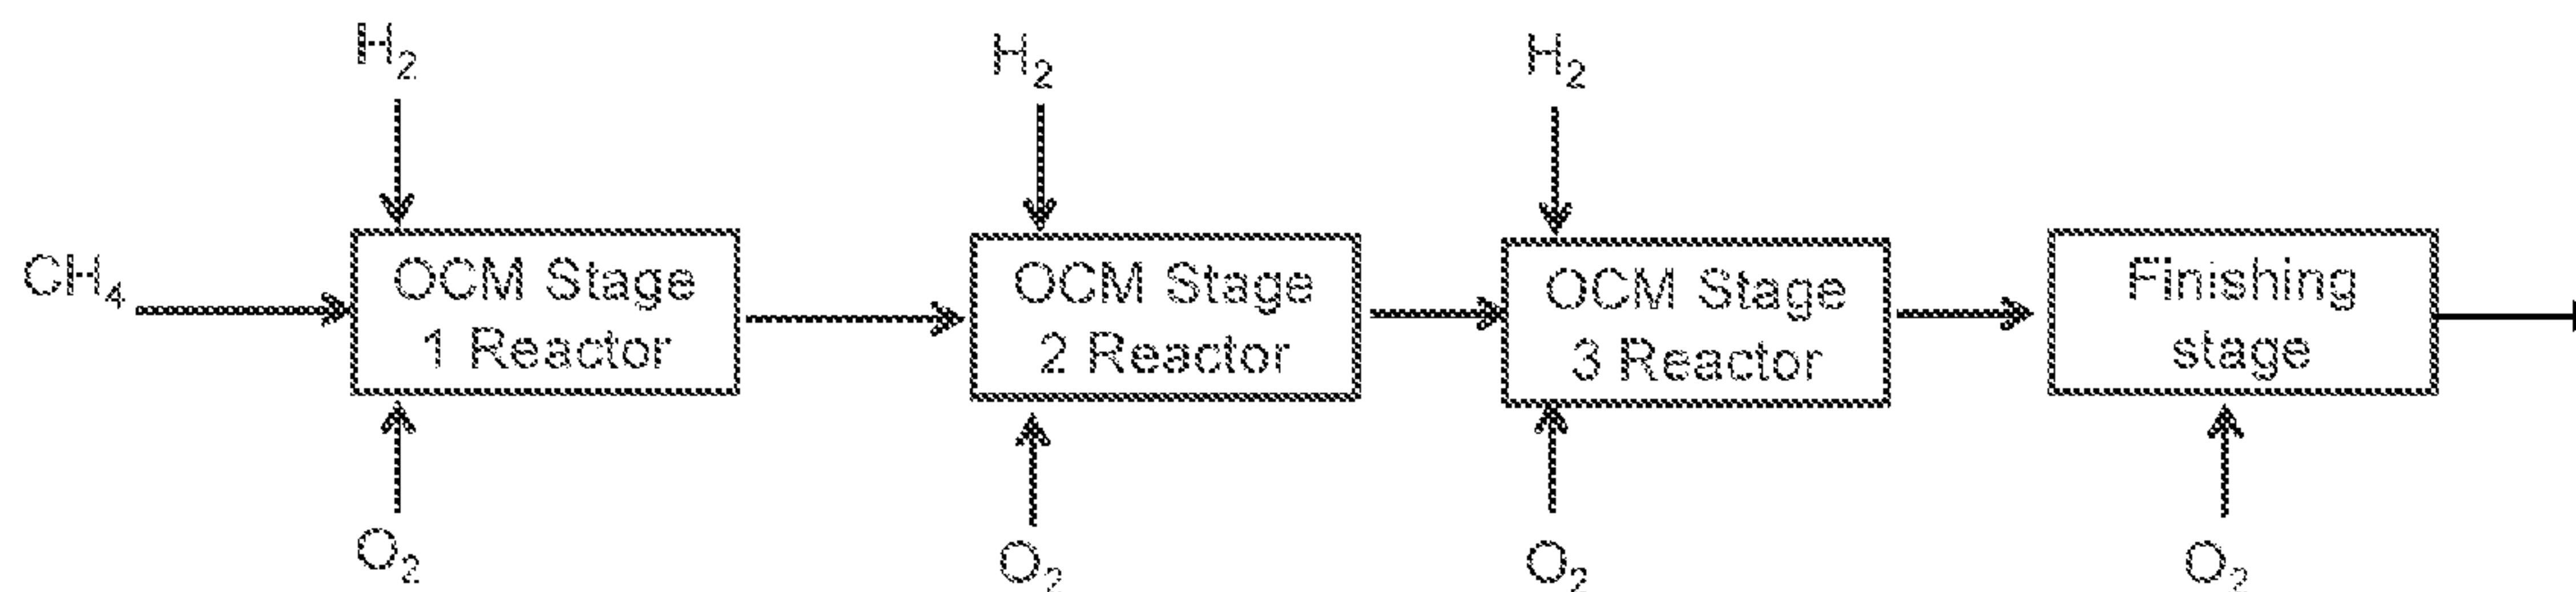 H₂
H₂
H₂
CH₄
OCM Stage
1 Reactor
OCM Stage
2 Reactor
OCM Stage
3 Reactor
Finishing
stage
O₂
O₂
O₂
O₂